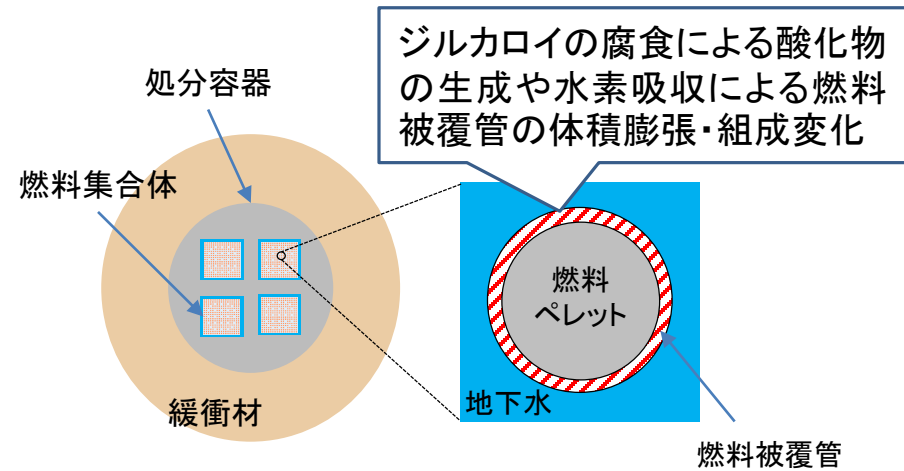 ジルカロイの腐食による酸化物
の生成や水素吸収による燃料
被覆管の体積膨張・組成変化
処分容器
燃料集合体
燃料
ペレット
緩衝材
地下水
燃料被覆管